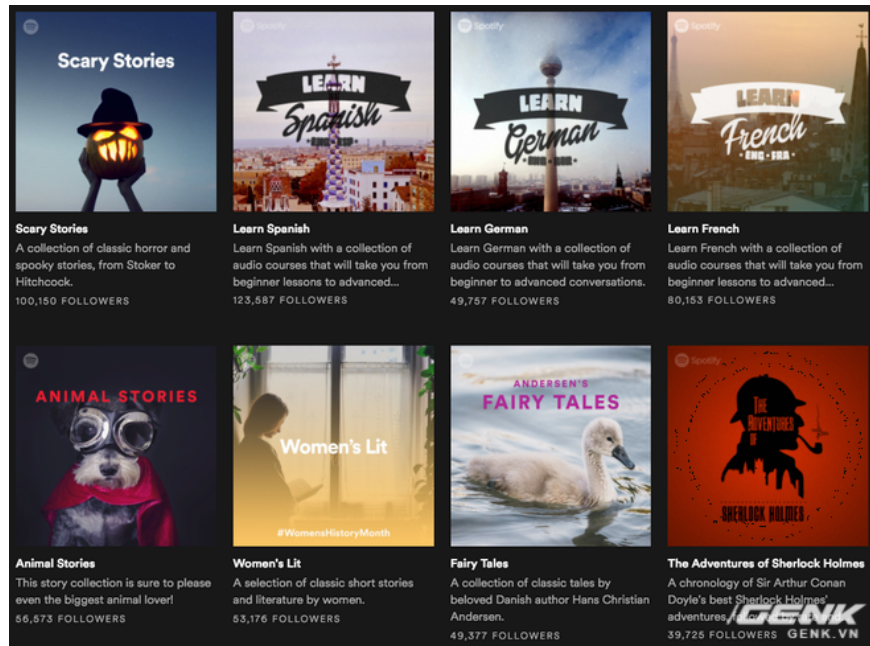 Scary Stories
Spotify
LEARN
Spanish
Spotify
LEARN
German
Spotify
LEARN
French
Scary Stories
A collection of classic horror and
spooky stories, from Stoker to
Hitchcock.
100,150 FOLLOWERS
Learn Spanish
Learn Spanish with a collection of
audio courses that will take you from
beginner lessons to advanced...
123,587 FOLLOWERS
Learn German
Learn German with a collection of
audio courses that will take you from
beginner to advanced conversations.
49,757 FOLLOWERS
Learn French
Learn French with a collection of
audio courses that will take you from
beginner lessons to advanced...
80,153 FOLLOWERS
ANIMAL STORIES
Women's Lit
#WomensHistoryMonth
ANDERSEN'S
FAIRY TALES
Spotify
THE
ADVENTURES
OF
SHERLOCK HOLMES
Animal Stories
This story collection is sure to please
even the biggest animal lover!
56,573 FOLLOWERS
Women's Lit
A selection of classic short stories
and literature by women.
53,176 FOLLOWERS
Fairy Tales
A collection of classic tales by
beloved Danish author Hans Christian
Andersen.
49,377 FOLLOWERS
The Adventures of Sherlock Holmes
A chronology of Sir Arthur Conan
Doyle's best Sherlock Holmes'
adventures, followed by
39,725 FOLLOWERS
GENK
GENK.VN